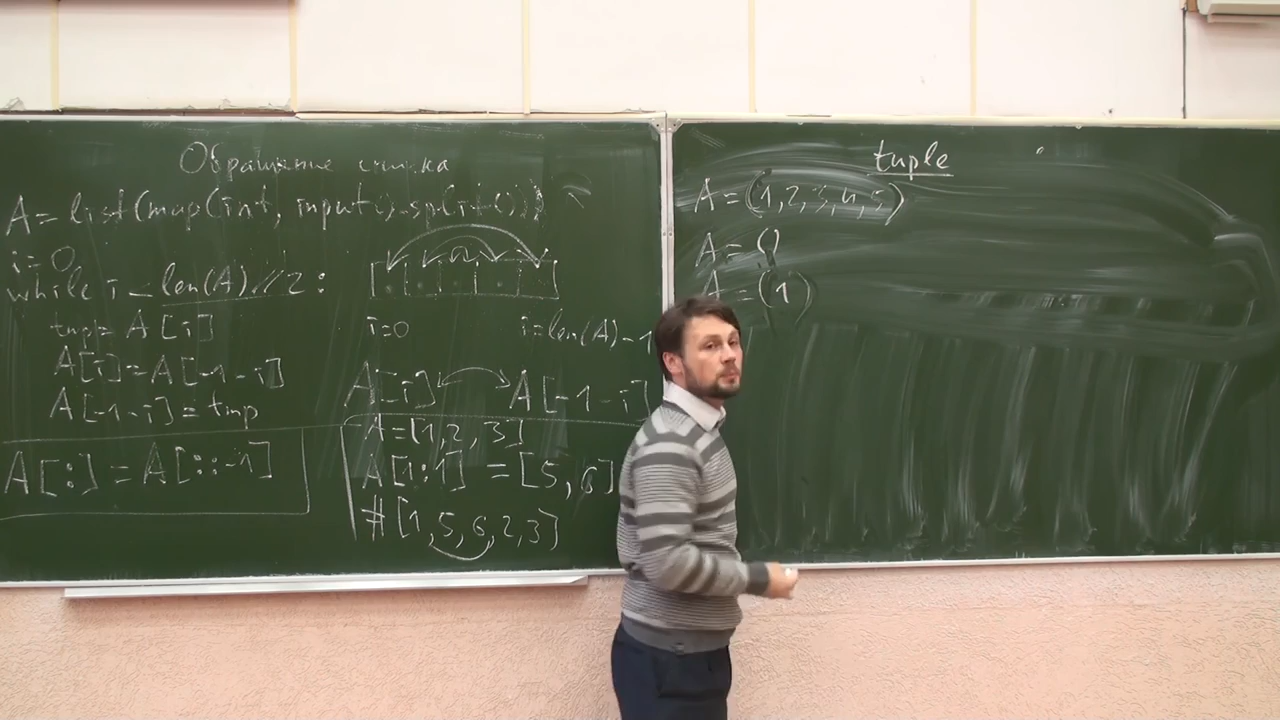 Обращение списка
A = list(map(int, input().split()))
i = 0
while i _ len(A)//2:
tmp = A[i]
A[i] = A[-1-i]
A[-1-i] = tmp
A[:] = A[::-1]
i=0 i=len(A)-1
A[i] A[-1-i]
A=[1,2,3]
A[1:1] = [5,6]
#[1,5,6,2,3]
tuple
A = (1,2,3,4,5)
A = ()
A = (1)